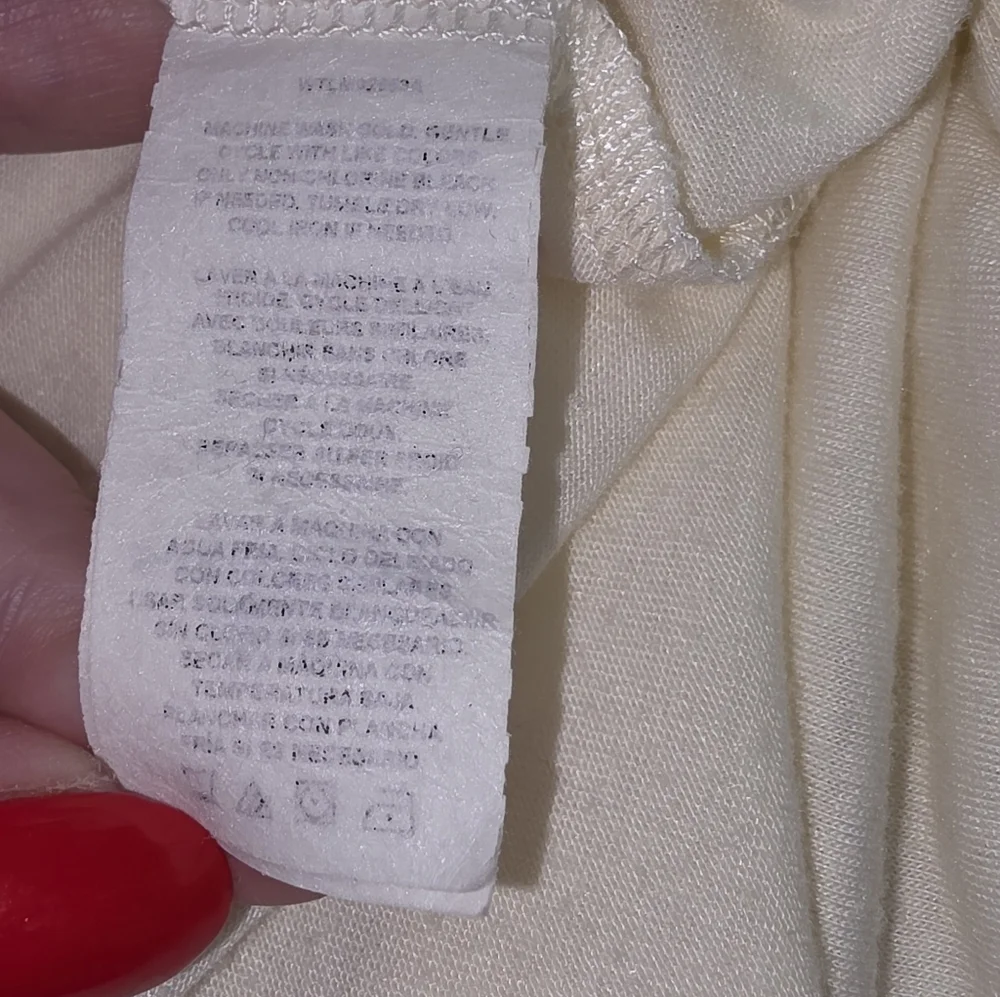 MACHINE WASH COLD, GENTLE
CYCLE WITH LIKE COLORS
ONLY NON-CHLORINE BLEACH
IF NEEDED. TUMBLE DRY LOW.
COOL IRON IF NEEDED.
LAVER A LA MACHINE A L'EAU
FROIDE. CYCLE DELICAT
AVEC COULEURS SIMILAIRES.
BLANCHIR SANS CHLORE
SI NECESSAIRE.
SECHER A LA MACHINE
CYCLE DOUX.
REPASSER AU FER FROID
SI NECESSAIRE.
LAVAR A MAQUINA CON
AGUA FRIA. CICLO DELICADO
CON COLORES SIMILARES
USAR SOLAMENTE BLANQUEADOR
SIN CLORO SI ES NECESARIO.
SECAR A MAQUINA CON
TEMPERATURA BAJA
PLANCHAR CON PLANCHA
FRIA SI ES NECESSARIO